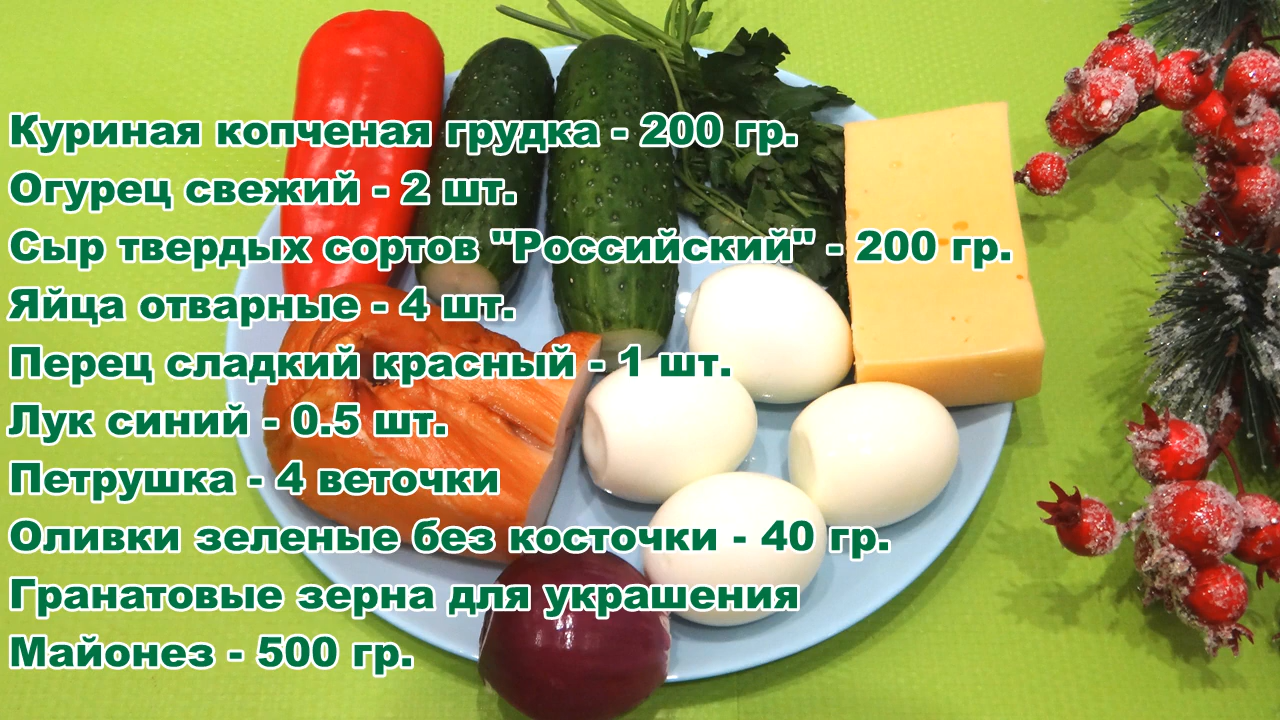 Куриная копченая грудка - 200 гр.
Огурец свежий - 2 шт.
Сыр твердых сортов "Российский" - 200 гр.
Яйца отварные - 4 шт.
Перец сладкий красный - 1 шт.
Лук синий - 0.5 шт.
Петрушка - 4 веточки
Оливки зеленые без косточки - 40 гр.
Гранатовые зерна для украшения
Майонез - 500 гр.